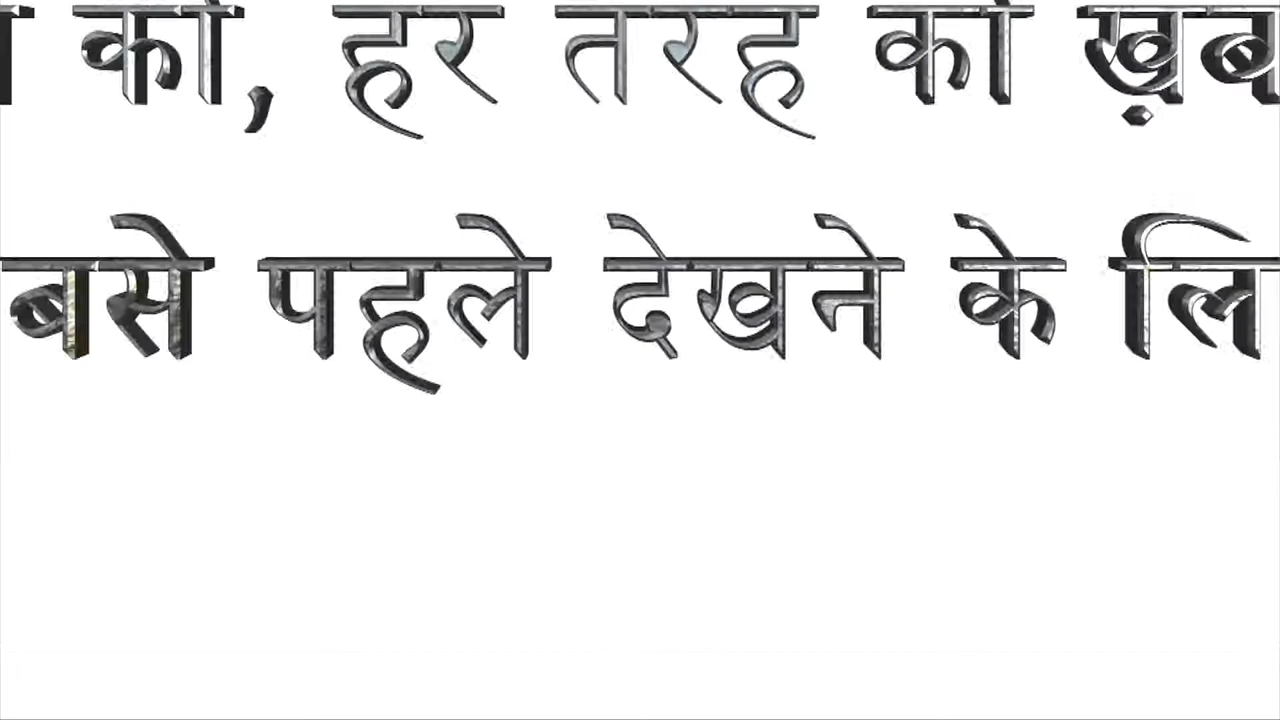 की, हर तरह की ख़ब
बसे पहले देखने के लि